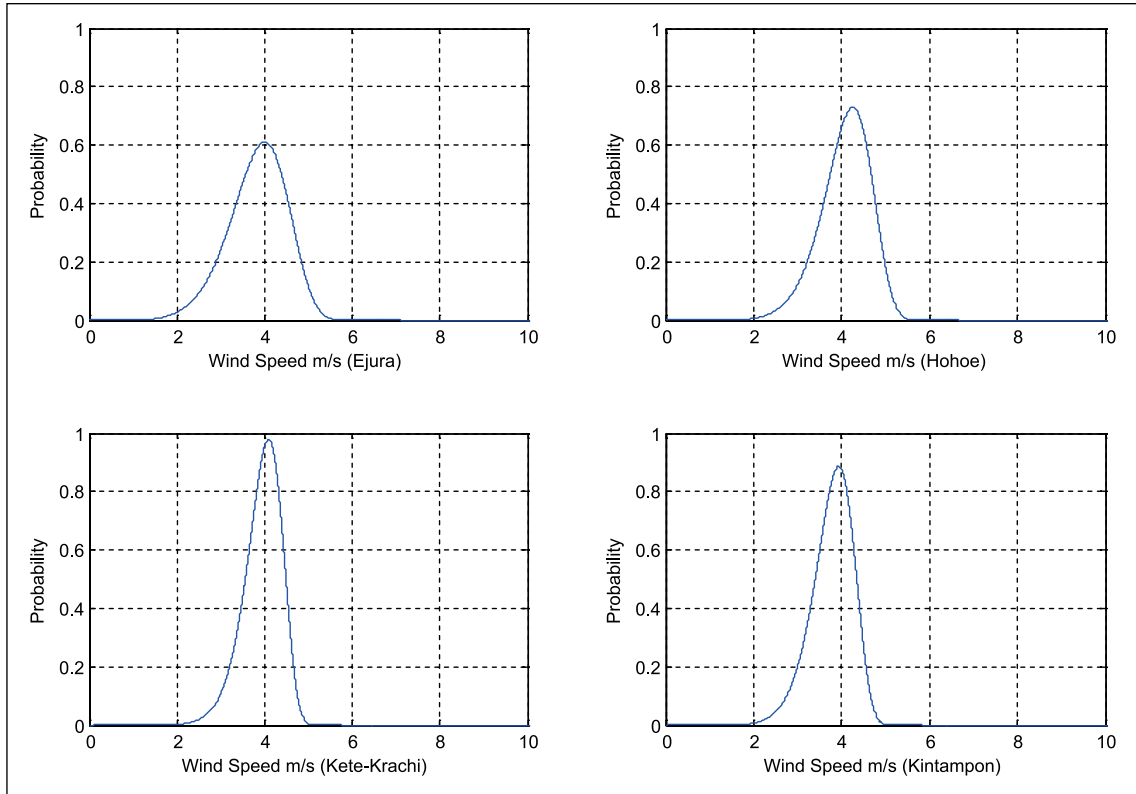 1
0.8
0.6
0.4
0.2
0
Probability
0 2 4 6 8 10
Wind Speed m/s (Ejura)
1
0.8
0.6
0.4
0.2
0
Probability
0 2 4 6 8 10
Wind Speed m/s (Hohoe)
1
0.8
0.6
0.4
0.2
0
Probability
0 2 4 6 8 10
Wind Speed m/s (Kete-Krachi)
1
0.8
0.6
0.4
0.2
0
Probability
0 2 4 6 8 10
Wind Speed m/s (Kintampon)